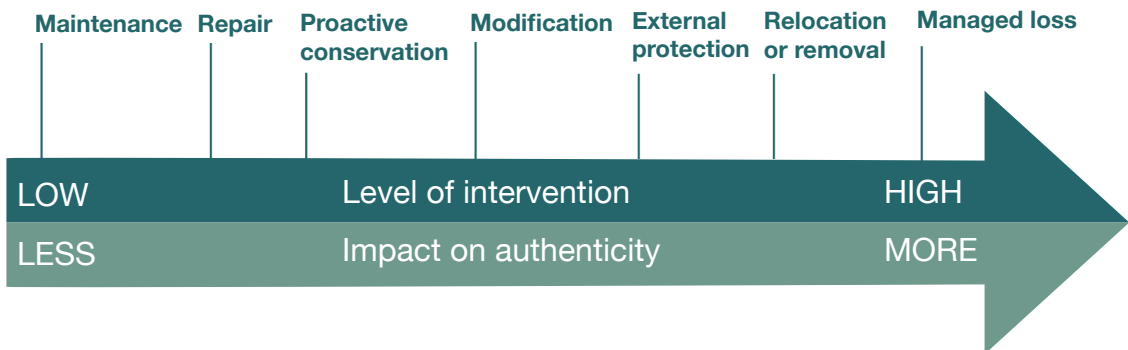 Maintenance
Repair
Proactive
conservation
Modification
External
protection
Relocation
or removal
Managed loss
LOW Level of intervention HIGH
LESS Impact on authenticity MORE